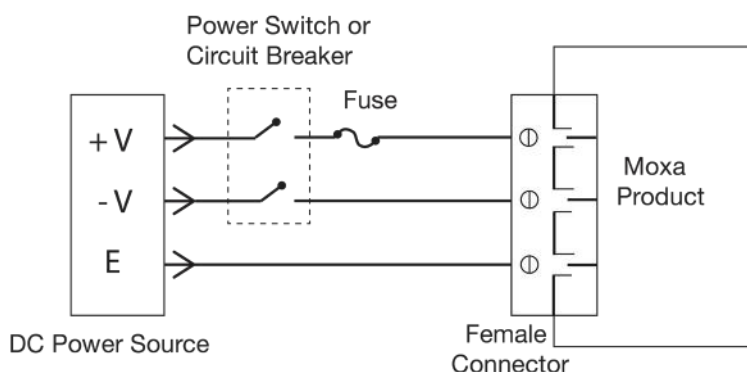 Power Switch or
Circuit Breaker
Fuse
+ V
- V
E
Moxa
Product
DC Power Source
Female
Connector